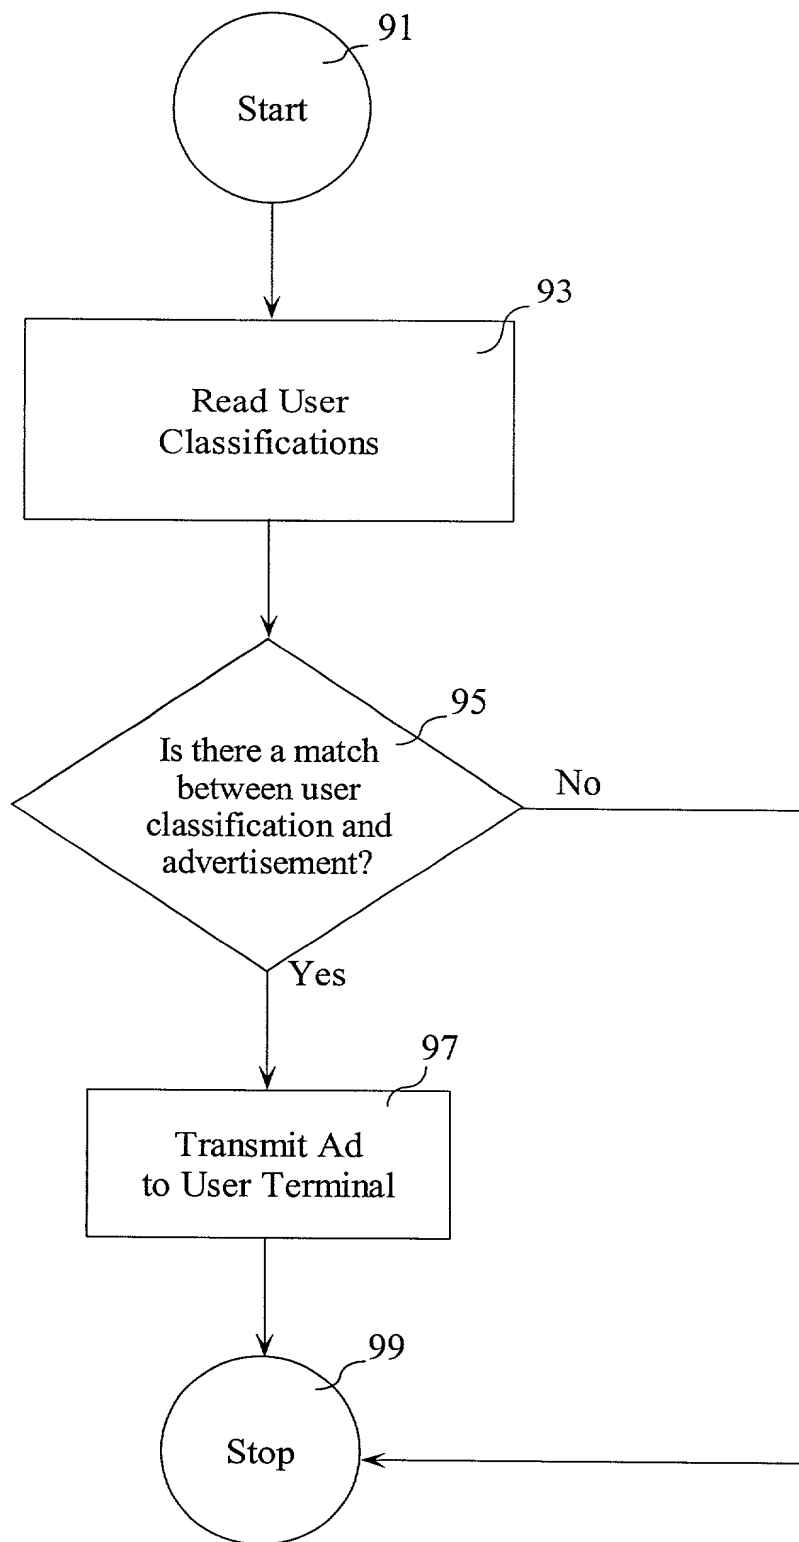 91
Start
93
Read User
Classifications
95
Is there a match
between user
classification and
advertisement?
No
Yes
97
Transmit Ad
to User Terminal
99
Stop